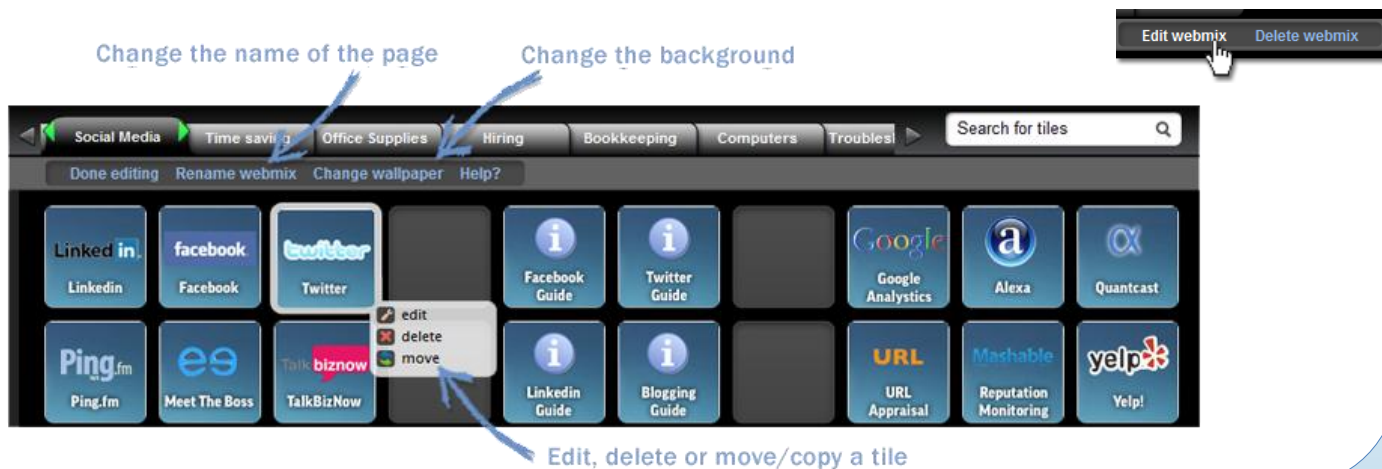 Edit webmix Delete webmix
Change the name of the page
Change the background
Social Media Time saving Office Supplies Hiring Bookkeeping Computers Troubles
Search for tiles
Done editing Rename webmix Change wallpaper Help?
Linked in. facebook. twitter Google a α
Linkedin Facebook Twitter Facebook Guide Twitter Guide Google Analystics Alexa Quantcast
edit
delete
move
Ping.fm ee Talk biznow URL Mashable yelp
Ping.fm Meet The Boss TalkBizNow Linkedin Guide Blogging Guide URL Appraisal Reputation Monitoring Yelp!
Edit, delete or move/copy a tile